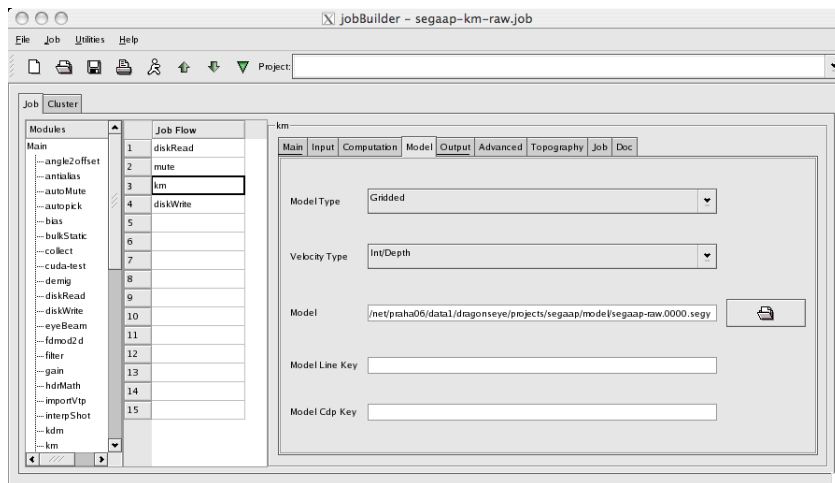 jobBuilder - segaap-km-raw.job
File Job Utilities Help
Project:
Job Cluster
Modules
Main
angle2offset
antialias
autoMute
autopick
bias
bulkStatic
collect
cuda-test
demig
diskRead
diskWrite
eyeBeam
fdmod2d
filter
gain
hdrMath
importVtp
interpShot
kdm
km
Job Flow
1 diskRead
2 mute
3 km
4 diskWrite
5
6
7
8
9
10
11
12
13
14
15
km
Main Input Computation Model Output Advanced Topography Job Doc
Model Type Gridded
Velocity Type Int/Depth
Model /net/praha06/data1/dragonseye/projects/segaap/model/segaap-raw.0000.segy
Model Line Key
Model Cdp Key